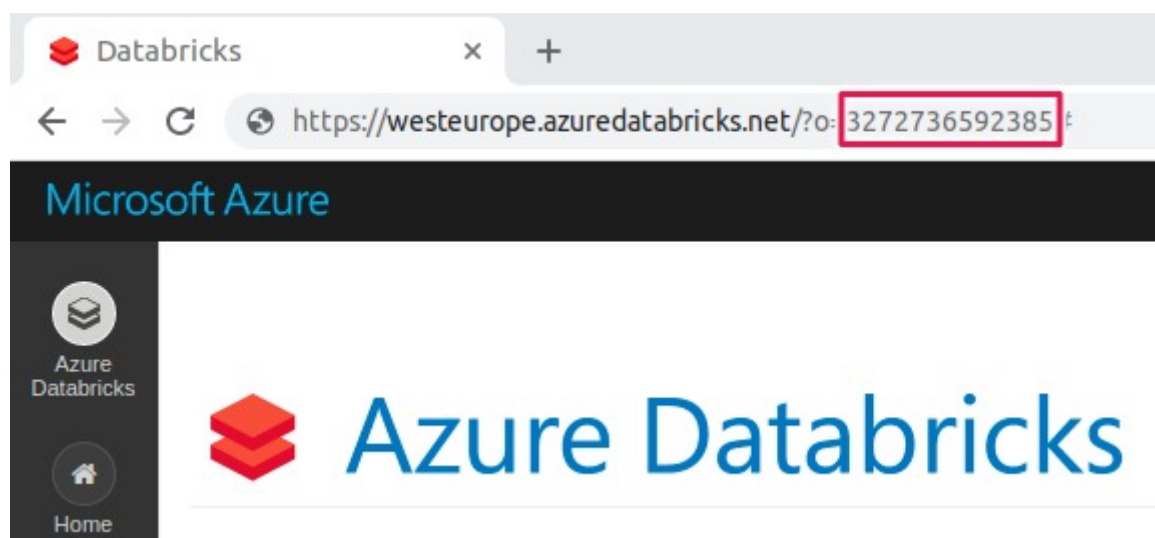 Databricks × +
https://westeurope.azuredatabricks.net/?o=3272736592385#
Microsoft Azure
Azure
Databricks
Azure Databricks
Home